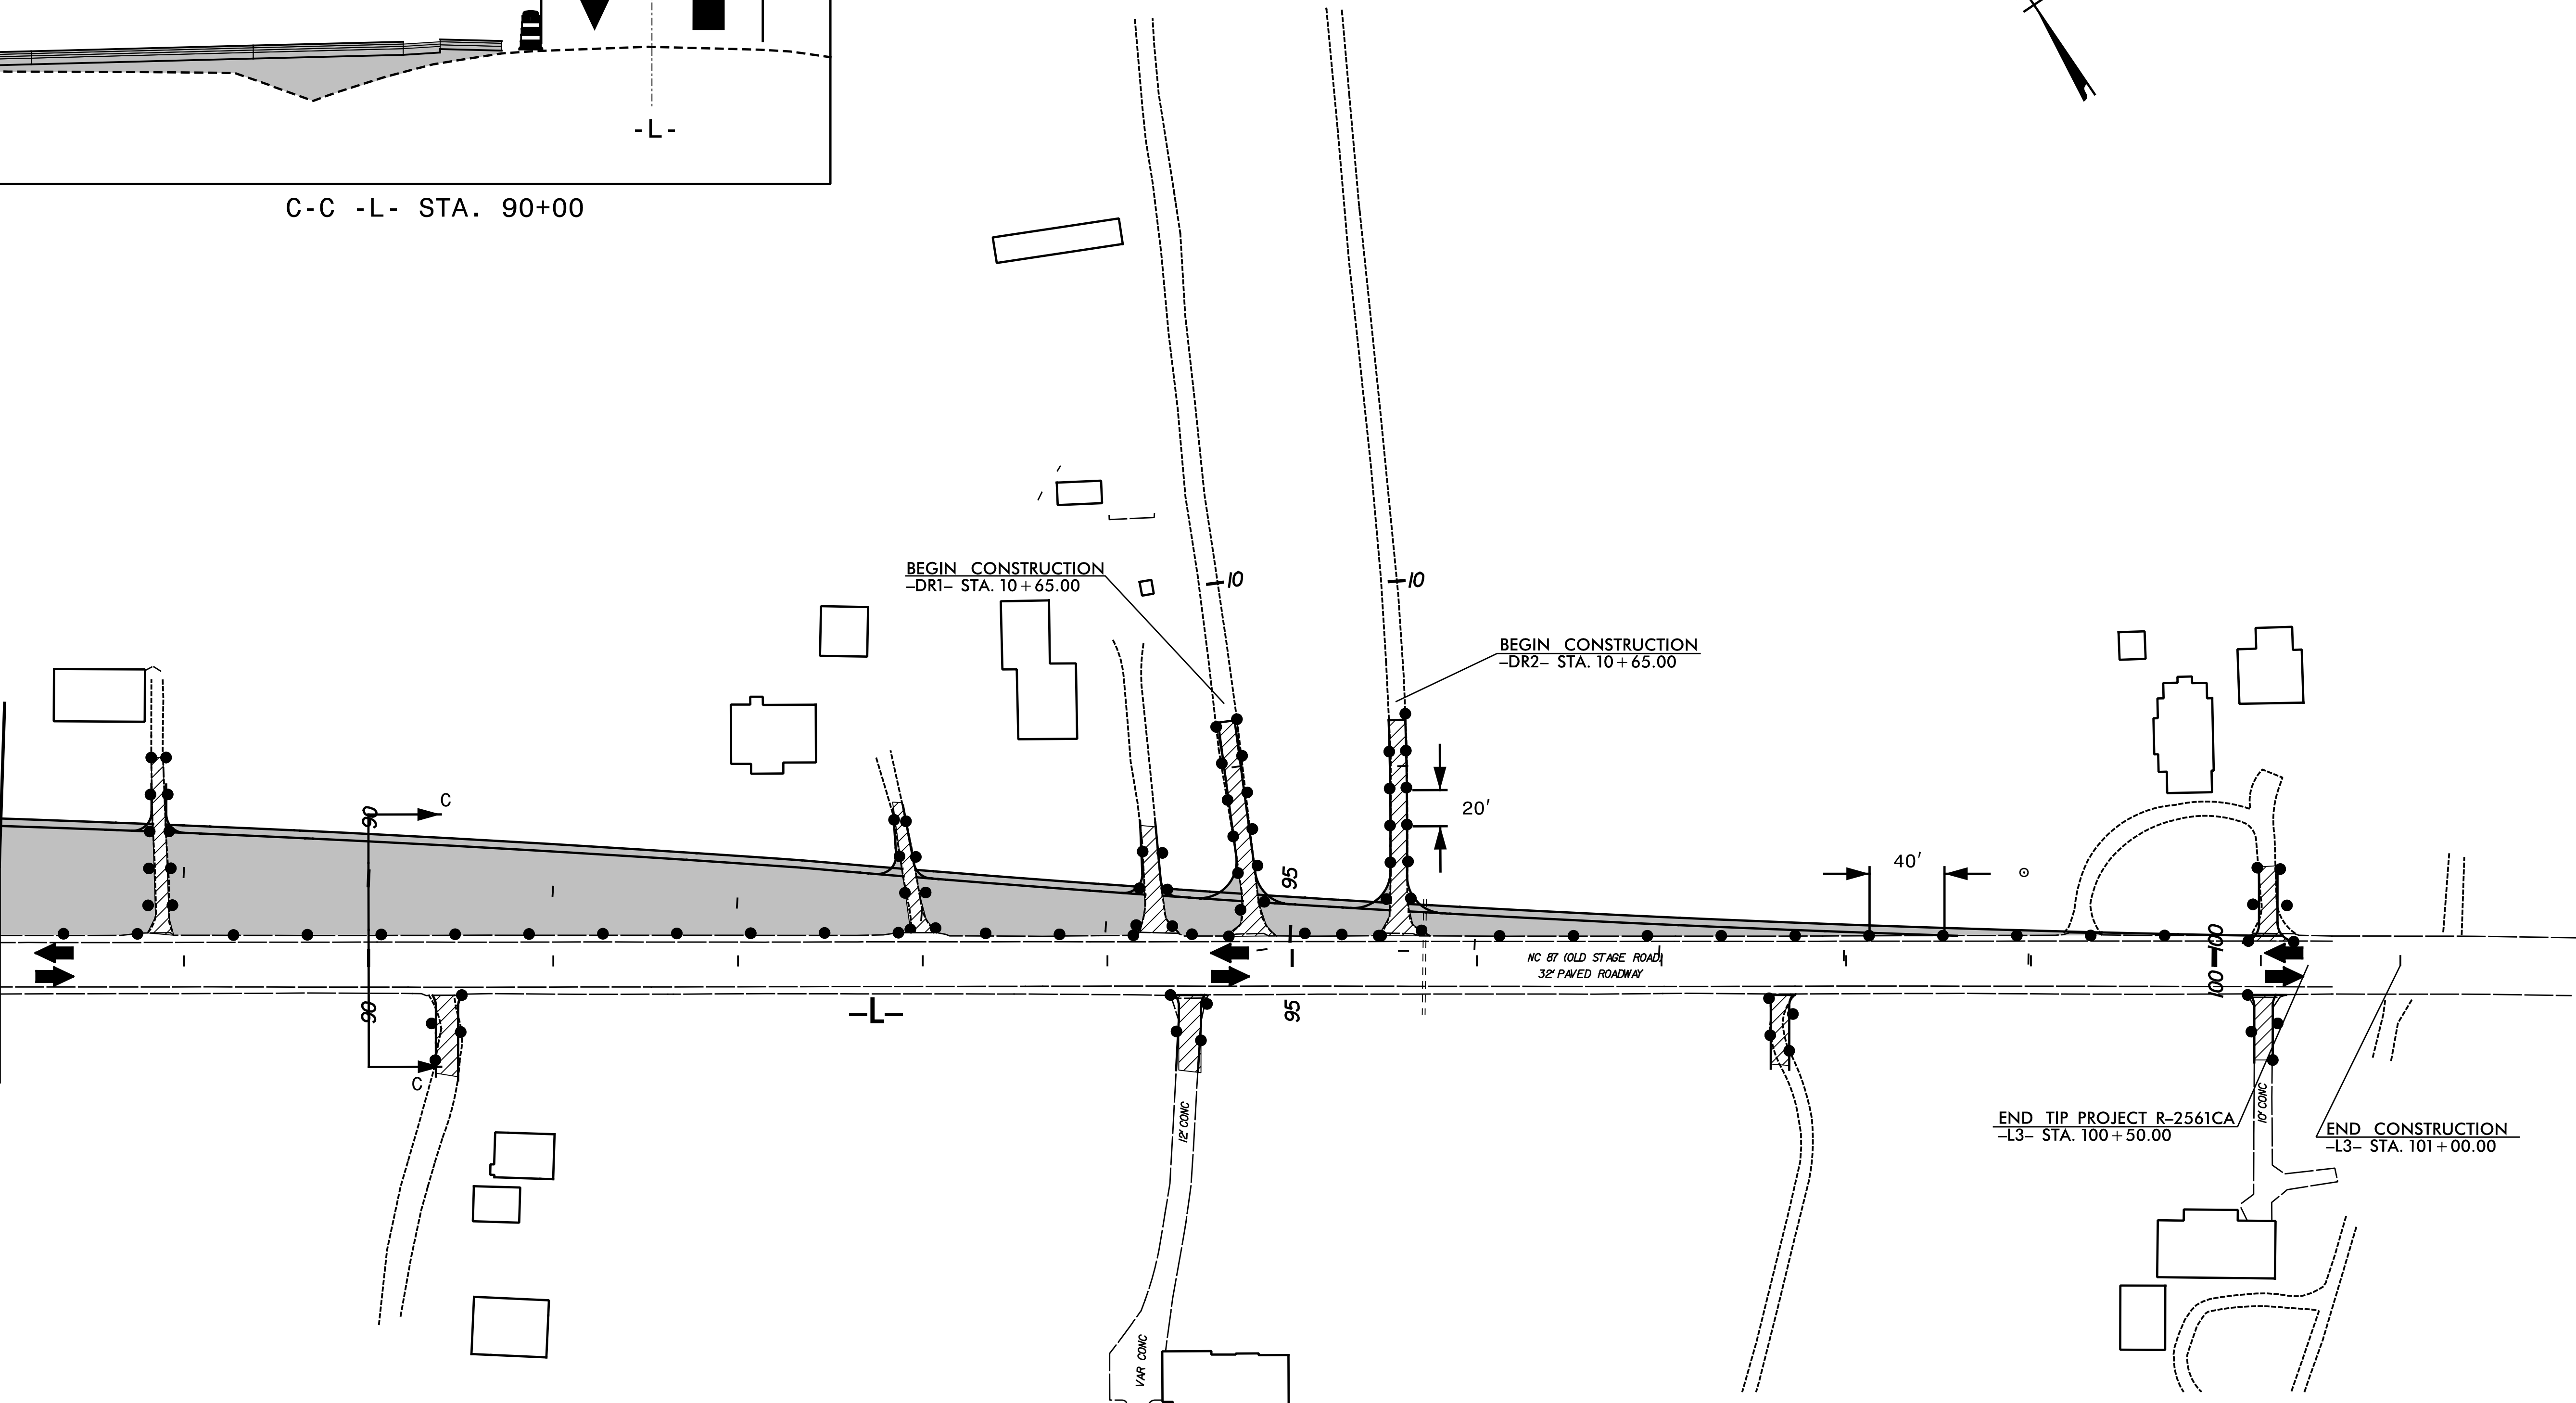 -L-
C-C -L- STA. 90+00
BEGIN CONSTRUCTION
-DR1- STA. 10+65.00
10
10
BEGIN CONSTRUCTION
-DR2- STA. 10+65.00
20'
90
C
40'
95
100
NC 87 (OLD STAGE ROAD)
32' PAVED ROADWAY
90
-L-
95
100
C
12' CONC
10' CONC
END TIP PROJECT R-2561CA
-L3- STA. 100+50.00
END CONSTRUCTION
-L3- STA. 101+00.00
VAR CONC